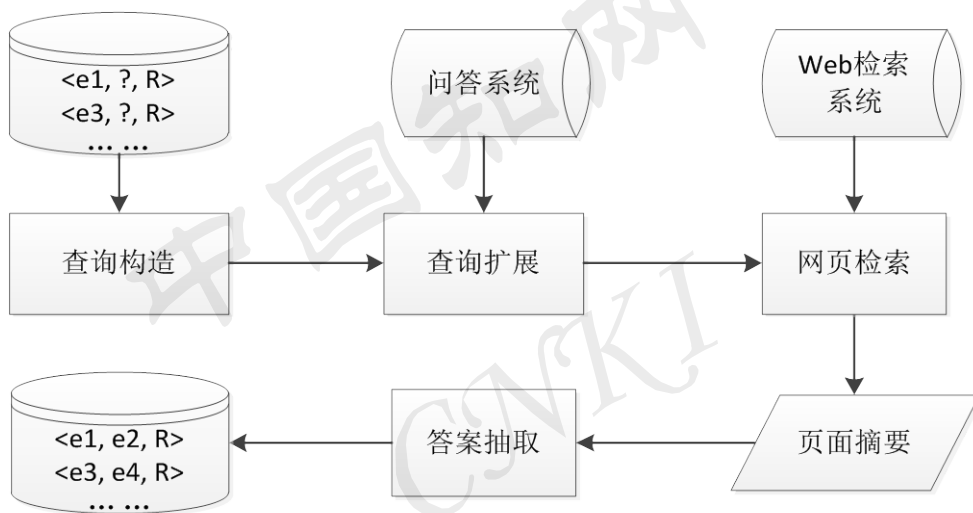 <e1, ?, R>
<e3, ?, R>
... ...
问答系统
Web检索
系统
查询构造
查询扩展
网页检索
<e1, e2, R>
<e3, e4, R>
... ...
答案抽取
页面摘要
中国知网
CNKI